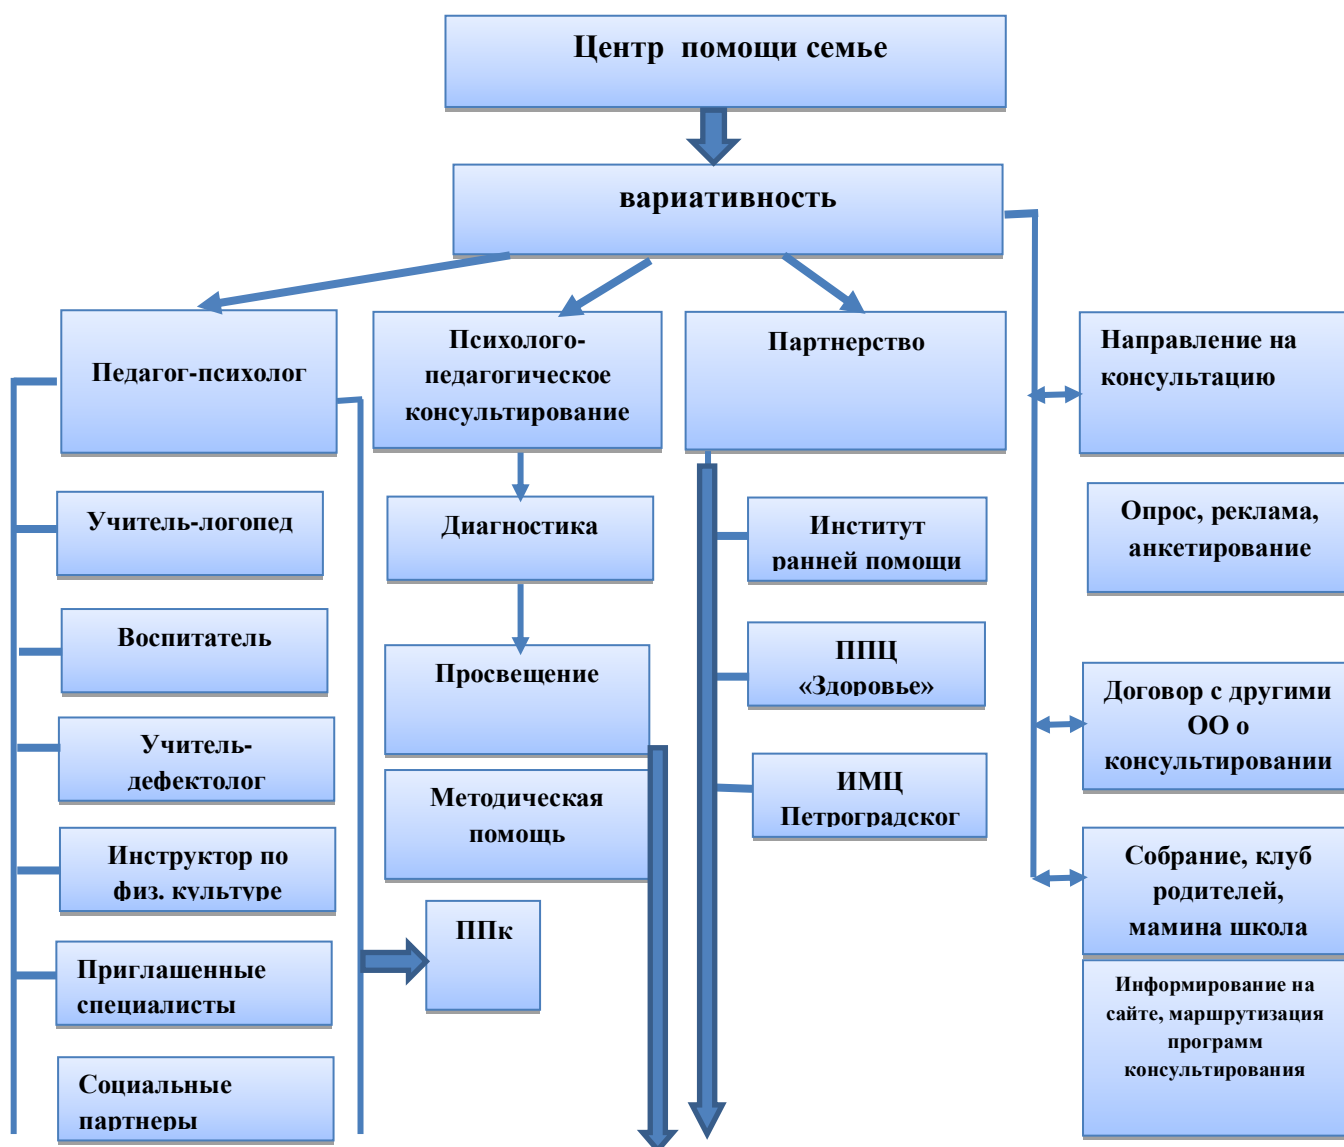 Центр помощи семье
вариативность
Педагог-психолог
Учитель-логопед
Воспитатель
Учитель-
дефектолог
Инструктор по
физ. культуре
Приглашенные
специалисты
Социальные
партнеры
Психолого-
педагогическое
консультирование
Диагностика
Просвещение
Методическая
помощь
ППк
Партнерство
Институт
ранней помощи
ППЦ
«Здоровье»
ИМЦ
Петроградског
Направление на
консультацию
Опрос, реклама,
анкетирование
Договор с другими
ОО о
консультировании
Собрание, клуб
родителей,
мамина школа
Информирование на
сайте, маршрутизация
программ
консультирования